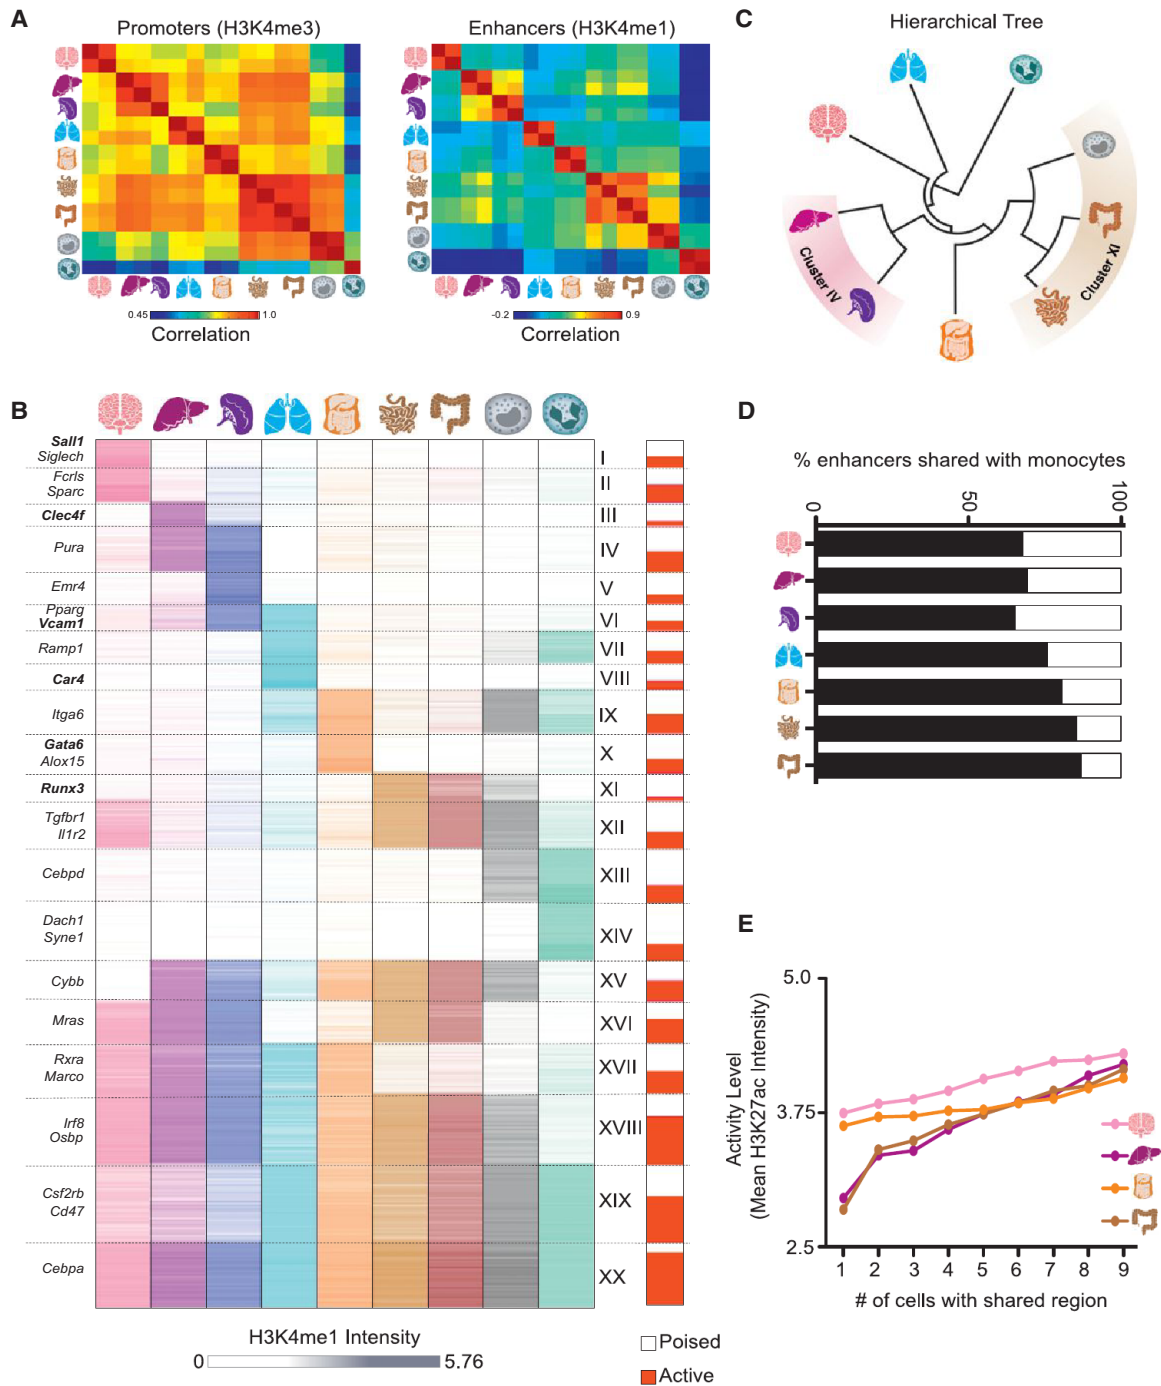 A
Promoters (H3K4me3)
Enhancers (H3K4me1)
0.45
1.0
Correlation
-0.2
0.9
Correlation
C
Hierarchical Tree
Cluster IV
Cluster XI
B
Sall1
Siglech
I
Fcrls
Sparc
II
Clec4f
III
Pura
IV
Emr4
V
Pparg
Vcam1
VI
Ramp1
VII
Car4
VIII
Itga6
IX
Gata6
Alox15
X
Runx3
XI
Tgfbr1
Il1r2
XII
Cebpd
XIII
Dach1
Syne1
XIV
Cybb
XV
Mras
XVI
Rxra
Marco
XVII
Irf8
Osbp
XVIII
Csf2rb
Cd47
XIX
Cebpa
XX
H3K4me1 Intensity
0
5.76
Poised
Active
D
% enhancers shared with monocytes
0
50
100
E
Activity Level
(Mean H3K27ac Intensity)
5.0
3.75
2.5
1 2 3 4 5 6 7 8 9
# of cells with shared region